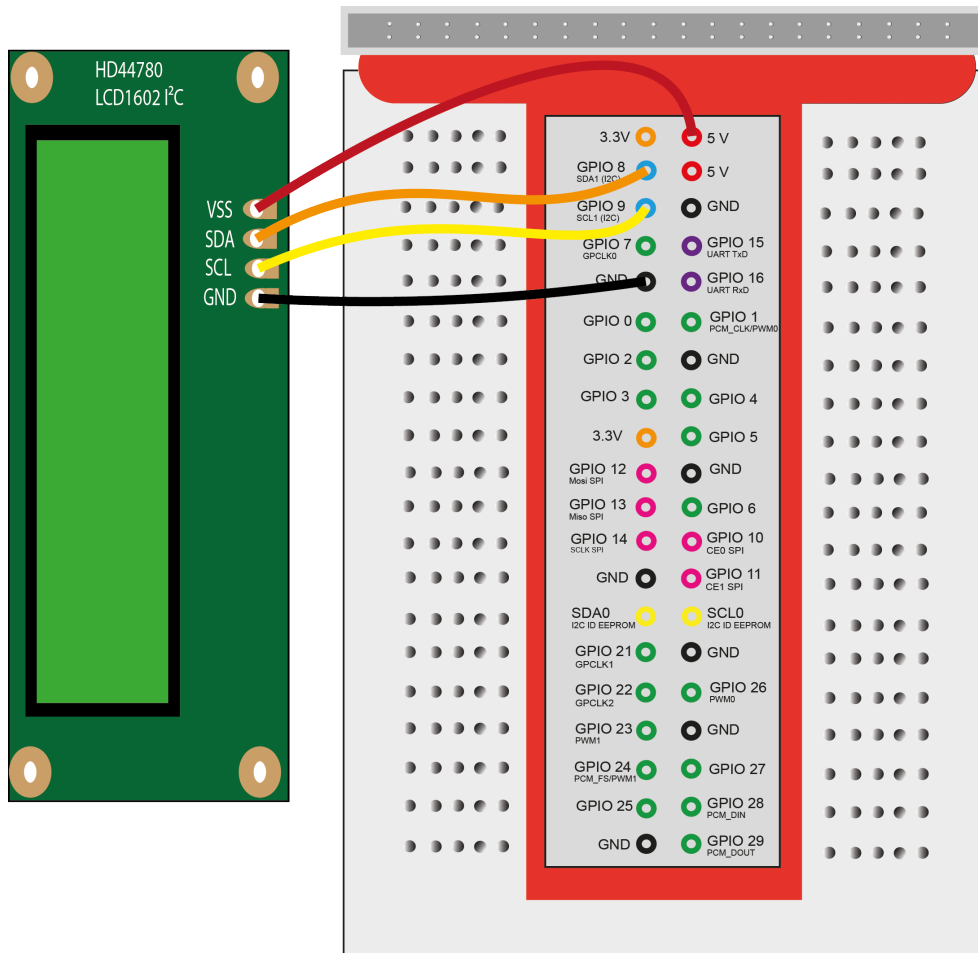 HD44780
LCD1602 I²C
VSS
SDA
SCL
GND
3.3V
5 V
GPIO 8
SDA1 (I2C)
5 V
GPIO 9
SCL1 (I2C)
GND
GPIO 7
GPCLK0
GPIO 15
UART TxD
GND
GPIO 16
UART RxD
GPIO 0
GPIO 1
PCM_CLK/PWM0
GPIO 2
GND
GPIO 3
GPIO 4
3.3V
GPIO 5
GPIO 12
Mosi SPI
GND
GPIO 13
Miso SPI
GPIO 6
GPIO 14
SCLK SPI
GPIO 10
CE0 SPI
GND
GPIO 11
CE1 SPI
SDA0
I2C ID EEPROM
SCL0
I2C ID EEPROM
GPIO 21
GPCLK1
GND
GPIO 22
GPCLK2
GPIO 26
PWM0
GPIO 23
PWM1
GND
GPIO 24
PCM_FS/PWM1
GPIO 27
GPIO 25
GPIO 28
PCM_DIN
GND
GPIO 29
PCM_DOUT